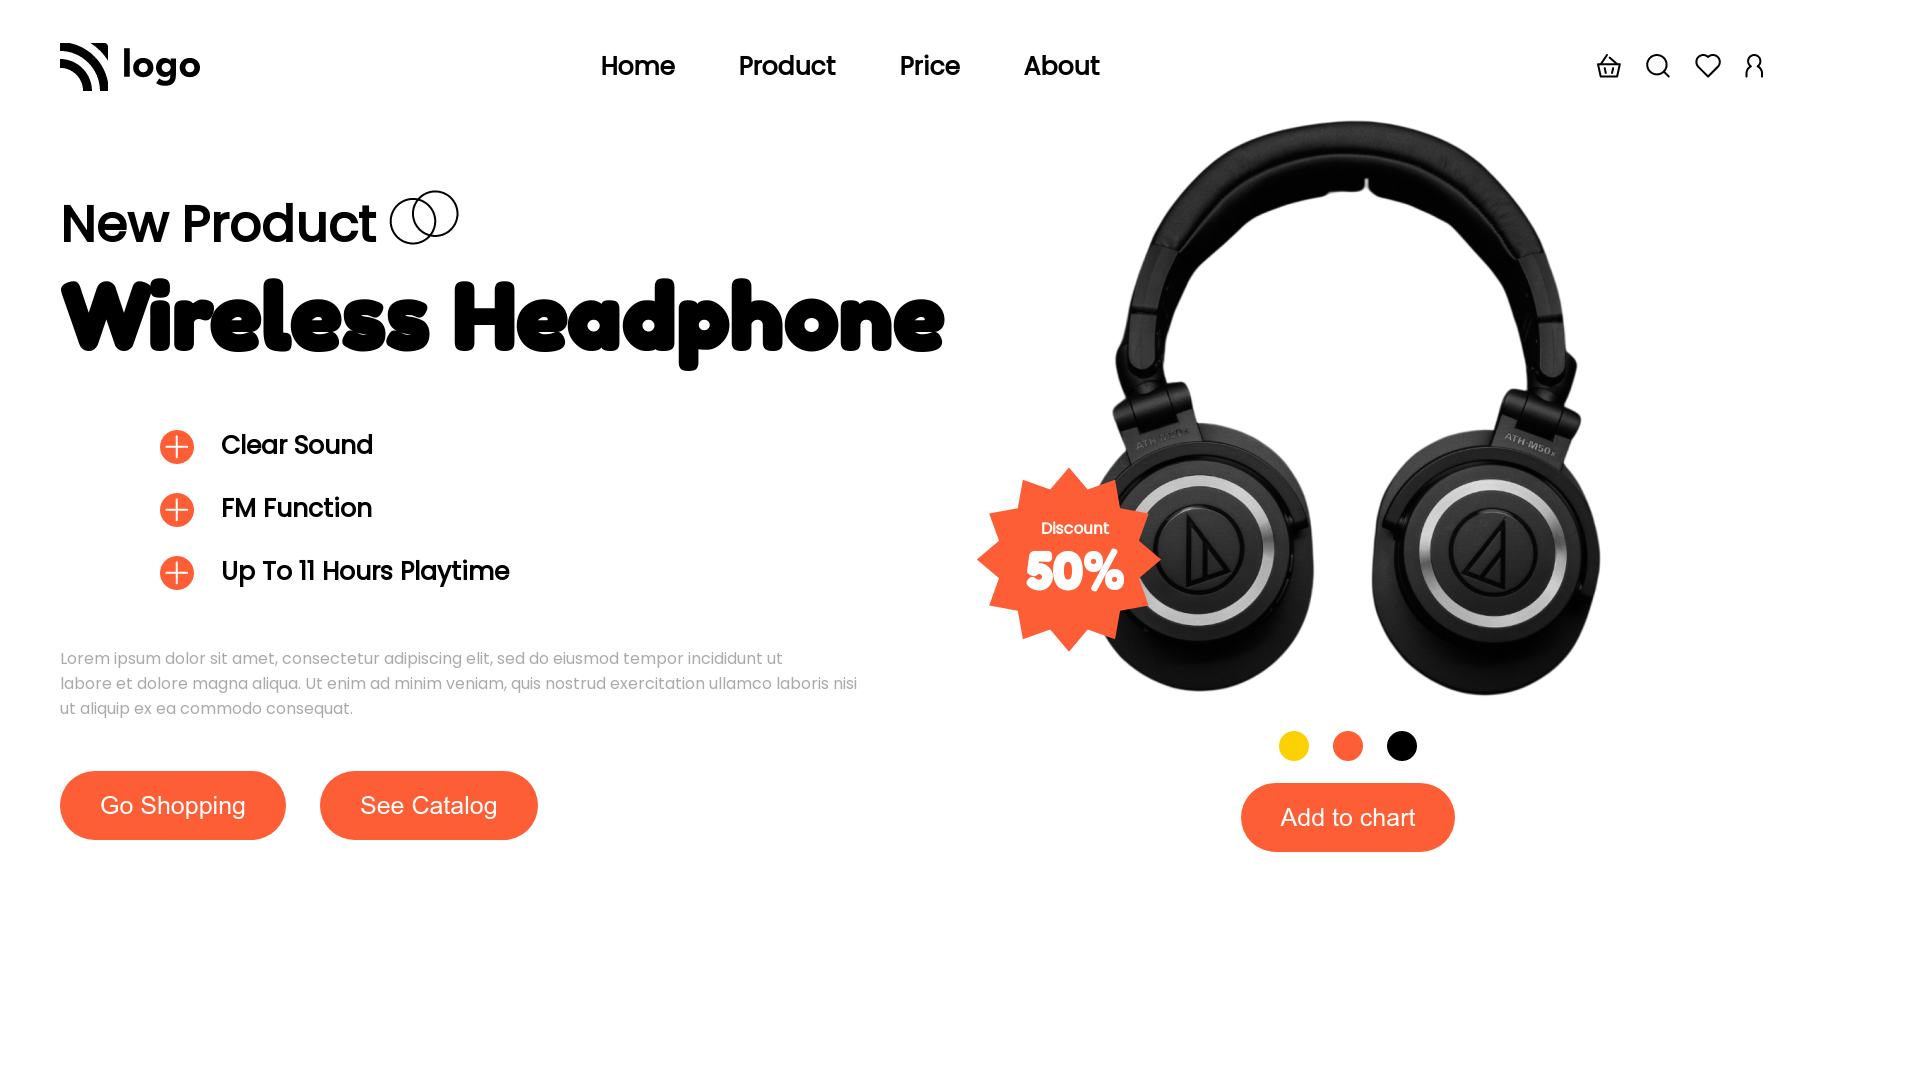 logo
Home Product Price About
New Product
Wireless Headphone
Clear Sound
FM Function
Up To 11 Hours Playtime
ATH-M50x
ATH-M50x
Discount
50%
Lorem ipsum dolor sit amet, consectetur adipiscing elit, sed do eiusmod tempor incididunt ut
labore et dolore magna aliqua. Ut enim ad minim veniam, quis nostrud exercitation ullamco laboris nisi
ut aliquip ex ea commodo consequat.
Go Shopping
See Catalog
Add to chart